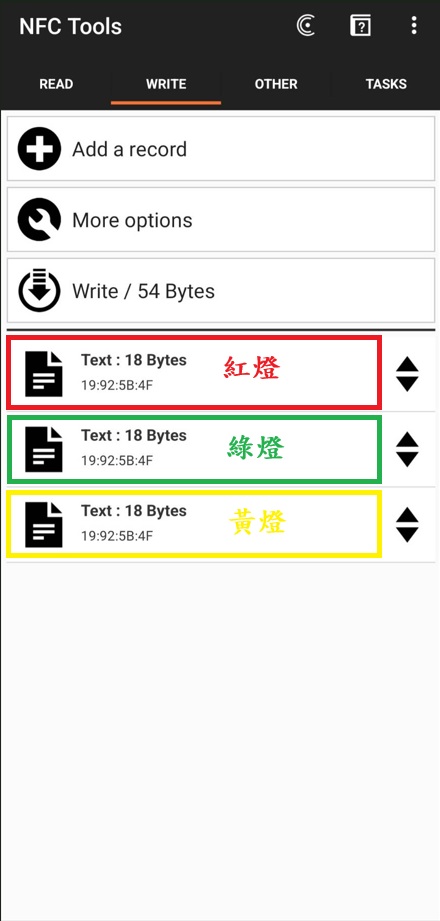 NFC Tools
READ WRITE OTHER TASKS
Add a record
More options
Write / 54 Bytes
Text : 18 Bytes
19:92:5B:4F
紅燈
Text : 18 Bytes
19:92:5B:4F
綠燈
Text : 18 Bytes
19:92:5B:4F
黃燈